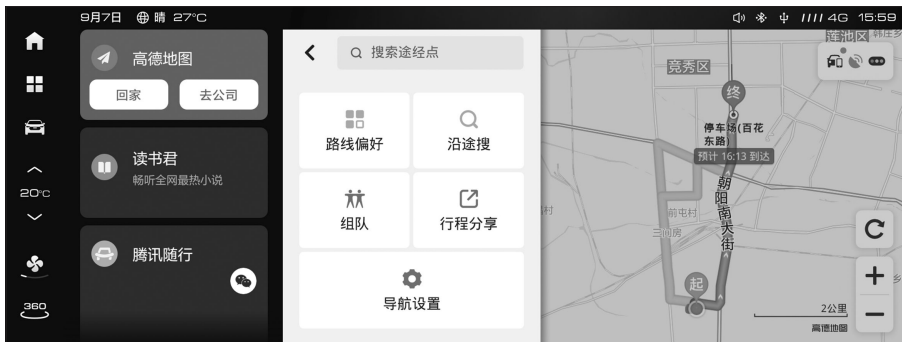 9月7日 晴 27°C
4G 15:59
20°C
360
高德地图
回家
去公司
读书君
畅听全网最热小说
腾讯随行
搜索途经点
路线偏好
沿途搜
组队
行程分享
导航设置
莲池区
韩庄乡
竞秀区
终
停车场(百花
东路)
预计 16:13 到达
朝阳南大街
前屯村
三回房
村
起
2公里
高德地图